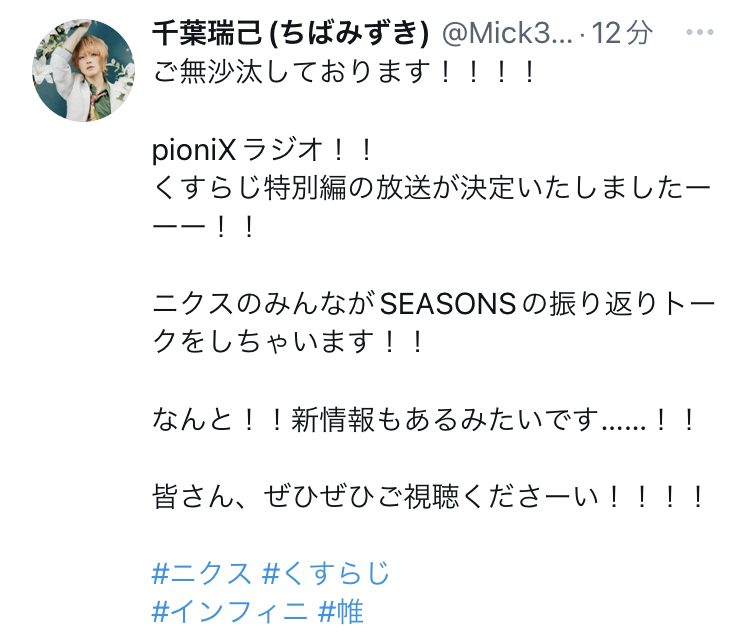 千葉瑞己(ちばみずき) @Mick3... · 12分
ご無沙汰しております！！！！
pioniXラジオ！！
くすらじ特別編の放送が決定いたしましたー
ーー！！
ニクスのみんながSEASONSの振り返りトー
クをしちゃいます！！
なんと！！新情報もあるみたいです……！！
皆さん、ぜひぜひご視聴くださーい！！！！
#ニクス #くすらじ
#インフィニ #帷